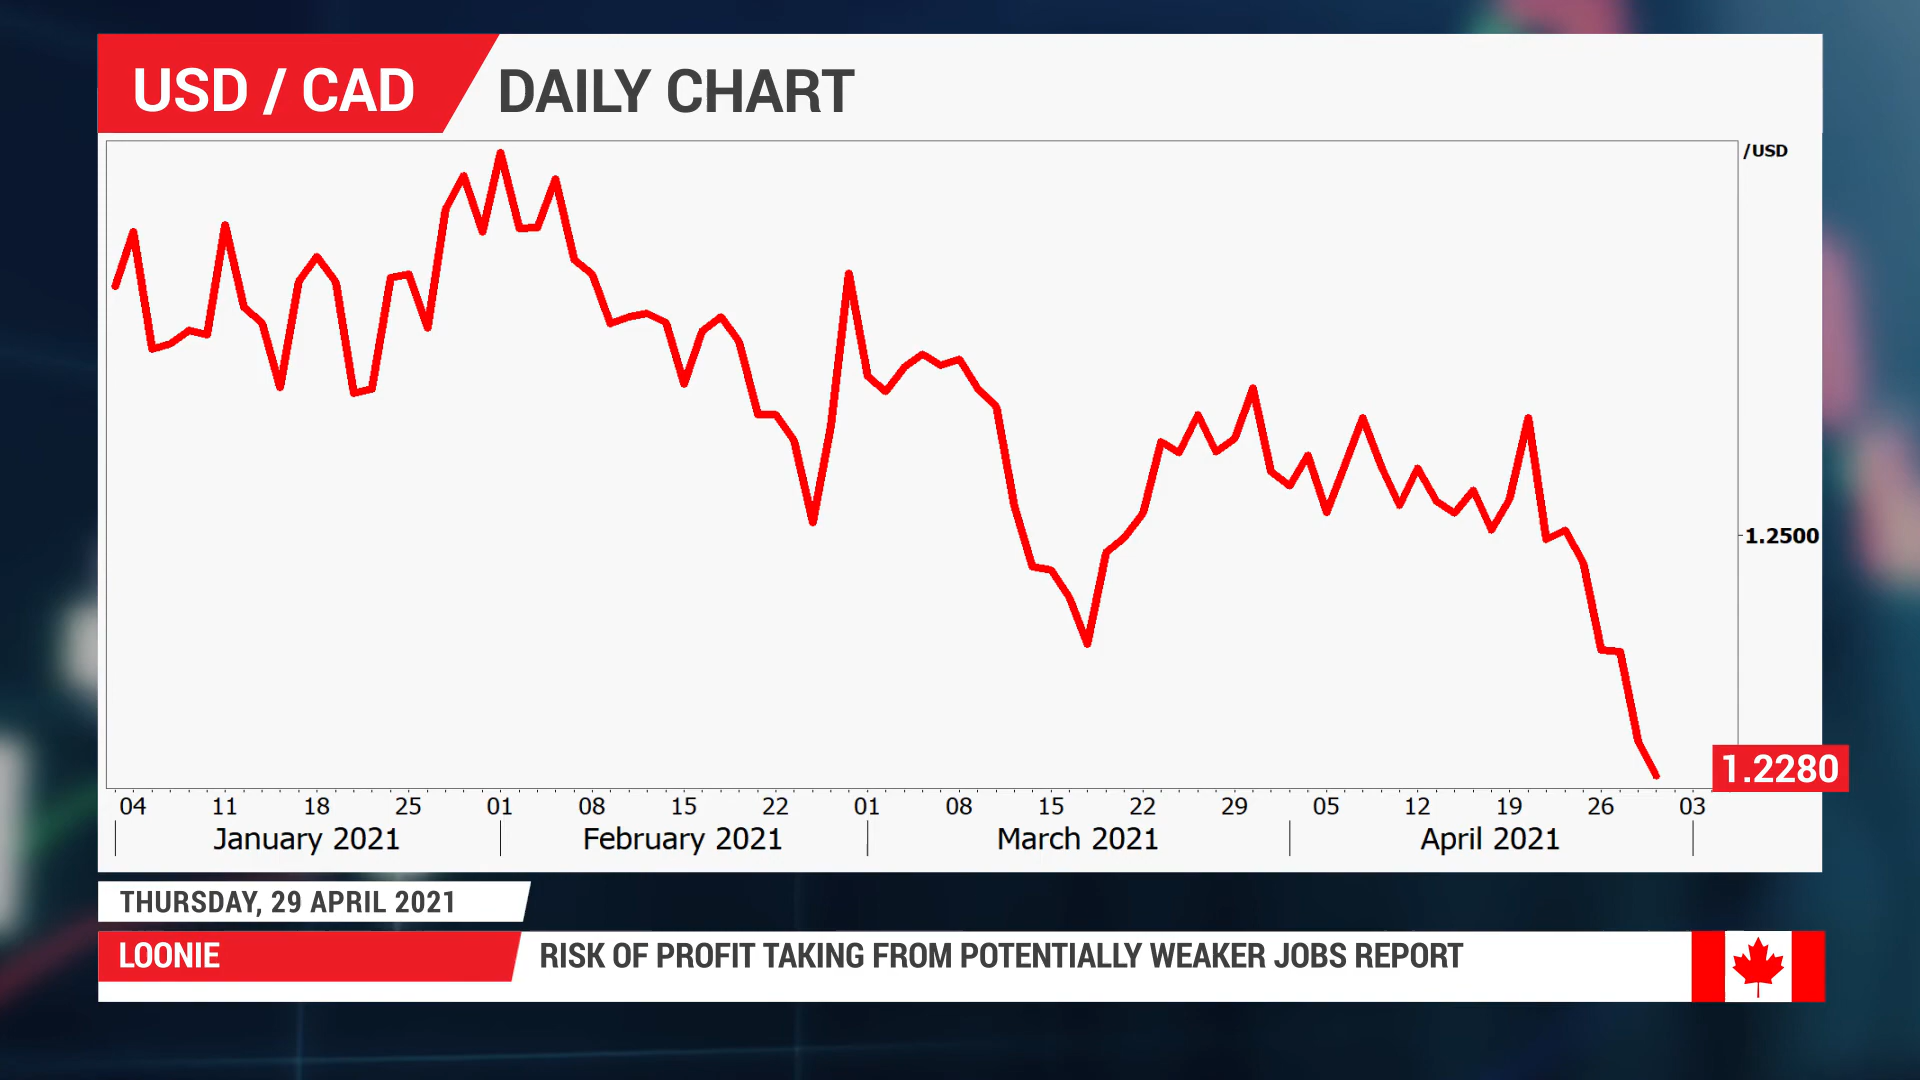 USD / CAD
DAILY CHART
/USD
1.2500
1.2280
04 11 18 25 01 08 15 22 01 08 15 22 29 05 12 19 26 03
January 2021 February 2021 March 2021 April 2021
THURSDAY, 29 APRIL 2021
LOONIE
RISK OF PROFIT TAKING FROM POTENTIALLY WEAKER JOBS REPORT